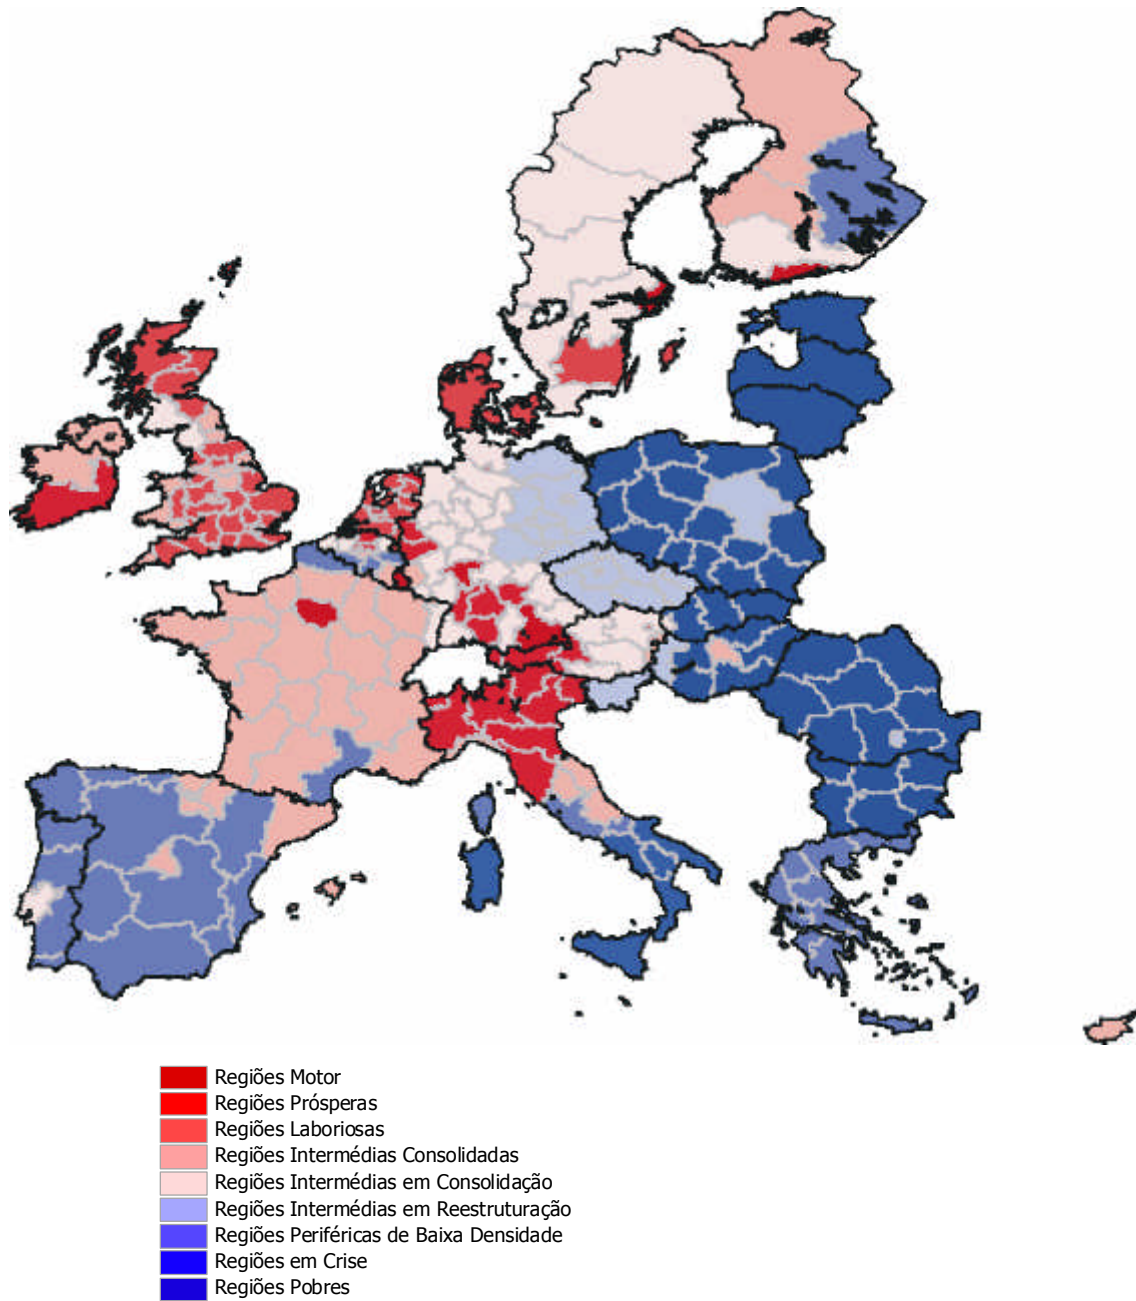 Regiões Motor
Regiões Prósperas
Regiões Laboriosas
Regiões Intermédias Consolidadas
Regiões Intermédias em Consolidação
Regiões Intermédias em Reestruturação
Regiões Periféricas de Baixa Densidade
Regiões em Crise
Regiões Pobres